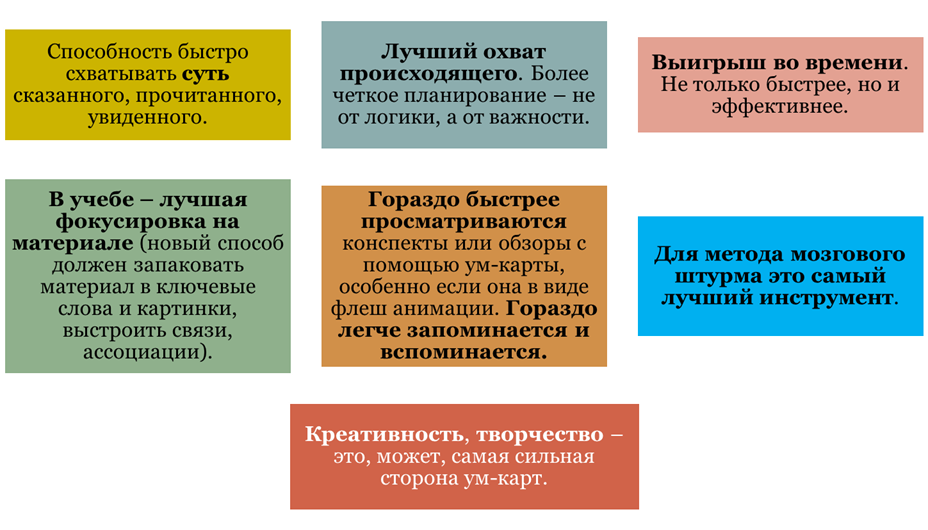 Способность быстро
схватывать суть
сказанного, прочитанного,
увиденного.
Лучший охват
происходящего. Более
четкое планирование – не
от логики, а от важности.
Выигрыш во времени.
Не только быстрее, но и
эффективнее.
В учебе – лучшая
фокусировка на
материале (новый способ
должен запаковать
материал в ключевые
слова и картинки,
выстроить связи,
ассоциации).
Гораздо быстрее
просматриваются
конспекты или обзоры с
помощью ум-карты,
особенно если она в виде
флеш анимации. Гораздо
легче запоминается и
вспоминается.
Для метода мозгового
штурма это самый
лучший инструмент.
Креативность, творчество –
это, может, самая сильная
сторона ум-карт.